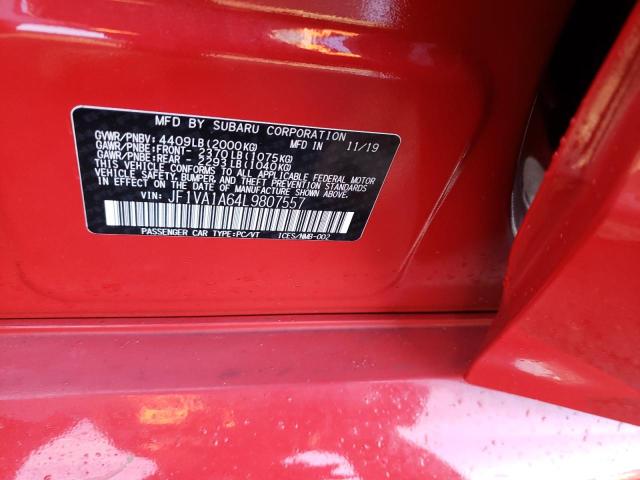 MFD BY SUBARU CORPORATION
GVWR/PNBV: 4409LB(2000KG) MFD IN 11/19
GAWR/PNBE:FRONT- 2370LB(1075KG)
GAWR/PNBE:REAR - 2293LB(1040KG)
THIS VEHICLE CONFORMS TO ALL APPLICABLE FEDERAL MOTOR
VEHICLE SAFETY, BUMPER, AND THEFT PREVENTION STANDARDS
IN EFFECT ON THE DATE OF MANUFACTURE SHOWN ABOVE.
VIN: JF1VA1A64L9807557
PASSENGER CAR TYPE:PC/VT ICES/NMB-002